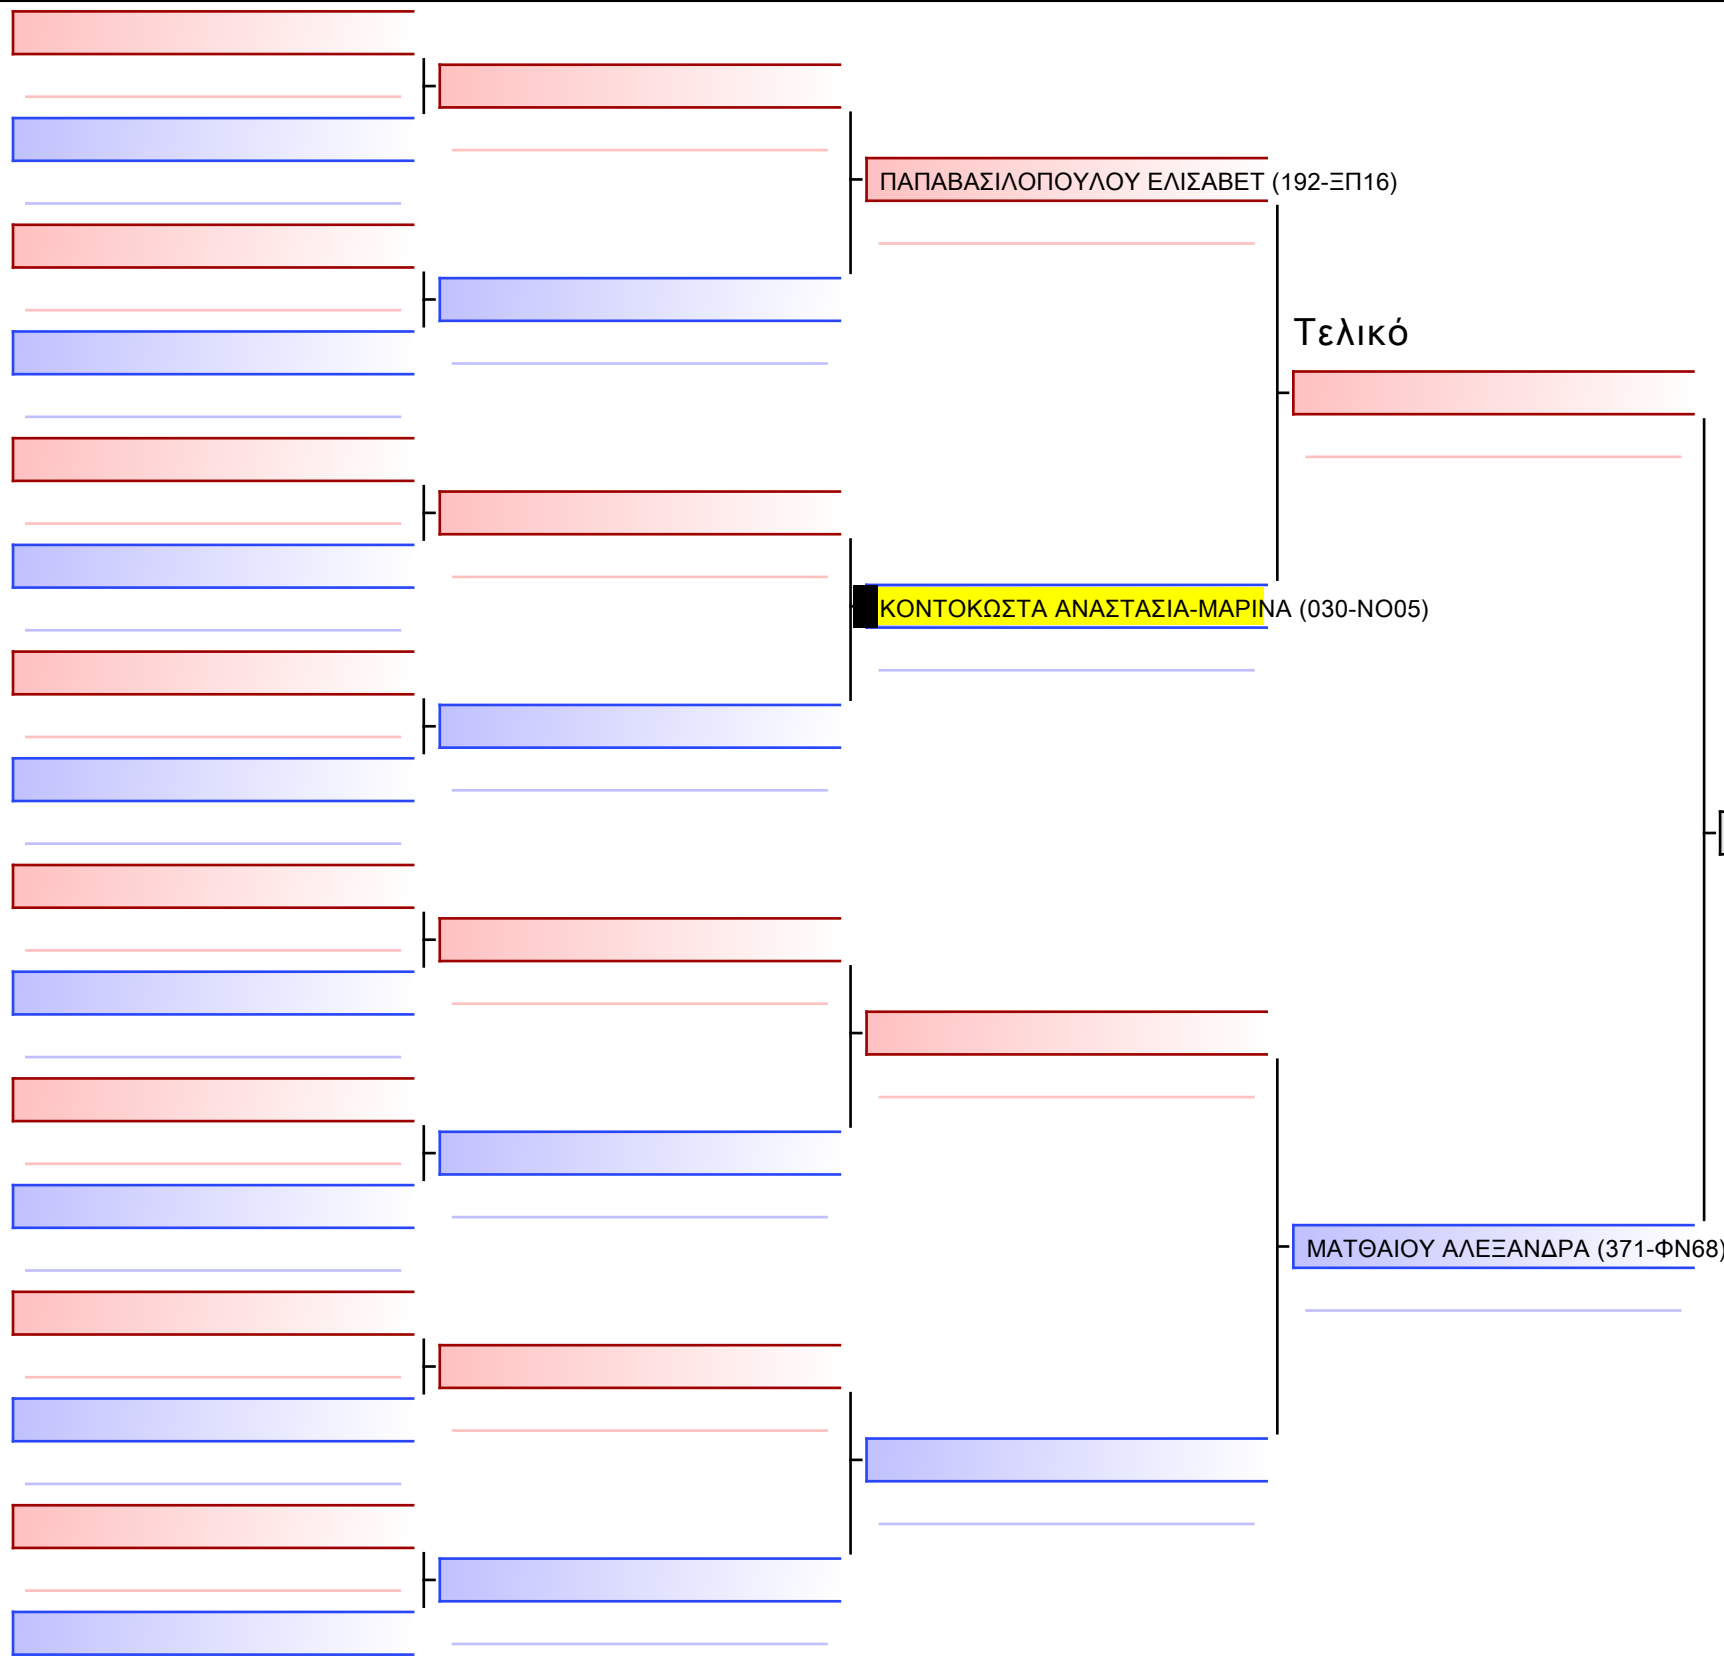 ΠΑΠΑΒΑΣΙΛΟΠΟΥΛΟΥ ΕΛΙΣΑΒΕΤ (192-ΞΠ16)
Τελικό
ΚΟΝΤΟΚΩΣΤΑ ΑΝΑΣΤΑΣΙΑ-ΜΑΡΙΝΑ (030-ΝΟ05)
ΜΑΤΘΑΙΟΥ ΑΛΕΞΑΝΔΡΑ (371-ΦΝ68)